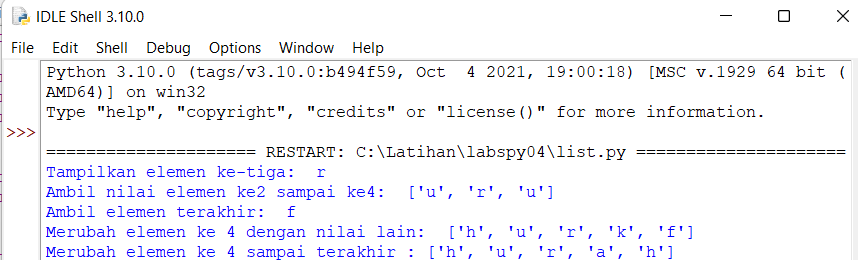 IDLE Shell 3.10.0
File Edit Shell Debug Options Window Help
Python 3.10.0 (tags/v3.10.0:b494f59, Oct  4 2021, 19:00:18) [MSC v.1929 64 bit (
AMD64)] on win32
Type "help", "copyright", "credits" or "license()" for more information.
>>>
===================== RESTART: C:\Latihan\labspy04\list.py =====================
Tampilkan elemen ke-tiga:  r
Ambil nilai elemen ke2 sampai ke4:  ['u', 'r', 'u']
Ambil elemen terakhir:  f
Merubah elemen ke 4 dengan nilai lain:  ['h', 'u', 'r', 'k', 'f']
Merubah elemen ke 4 sampai terakhir : ['h', 'u', 'r', 'a', 'h']